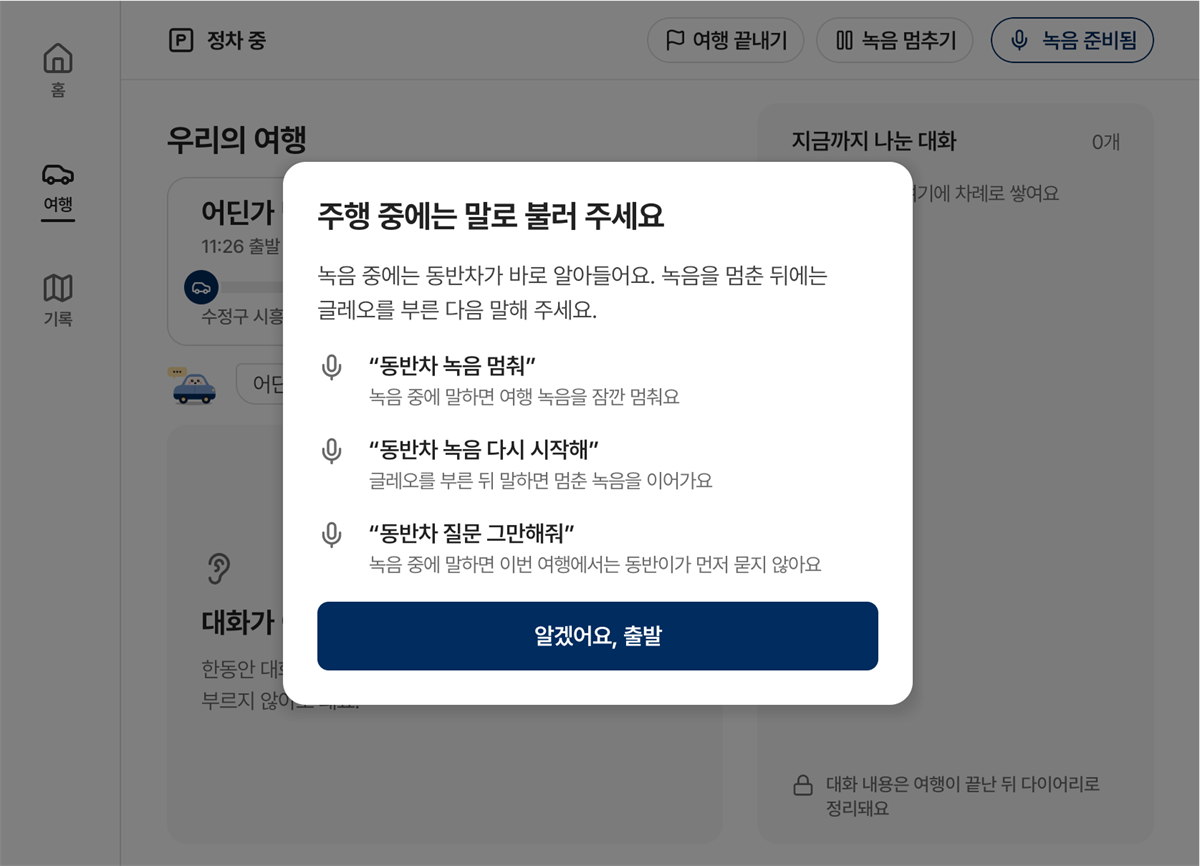 정차 중
여행 끝내기
녹음 멈추기
녹음 준비됨
홈
여행
기록
우리의 여행
어딘가
11:26 출발
수정구 시흥
어딘
지금까지 나눈 대화
0개
여기에 차례로 쌓여요
주행 중에는 말로 불러 주세요
녹음 중에는 동반차가 바로 알아들어요. 녹음을 멈춘 뒤에는
글레오를 부른 다음 말해 주세요.
“동반차 녹음 멈춰”
녹음 중에 말하면 여행 녹음을 잠깐 멈춰요
“동반차 녹음 다시 시작해”
글레오를 부른 뒤 말하면 멈춘 녹음을 이어가요
“동반차 질문 그만해줘”
녹음 중에 말하면 이번 여행에서는 동반이가 먼저 묻지 않아요
알겠어요, 출발
대화가
한동안 대화
부르지 않아도 돼요.
대화 내용은 여행이 끝난 뒤 다이어리로
정리돼요